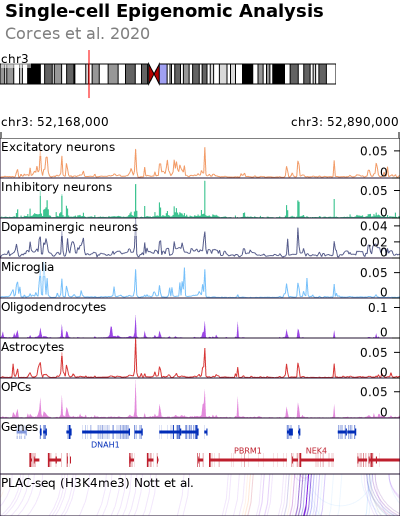 Single-cell Epigenomic Analysis
Corces et al. 2020
chr3
chr3: 52,168,000 chr3: 52,890,000
Excitatory neurons 0.05
0
Inhibitory neurons 0.05
0
Dopaminergic neurons 0.04
0.02
0
Microglia 0.05
0
Oligodendrocytes 0.1
0
Astrocytes 0.05
0
OPCs 0.05
0
Genes
DNAH1
PBRM1 NEK4
PLAC-seq (H3K4me3) Nott et al.